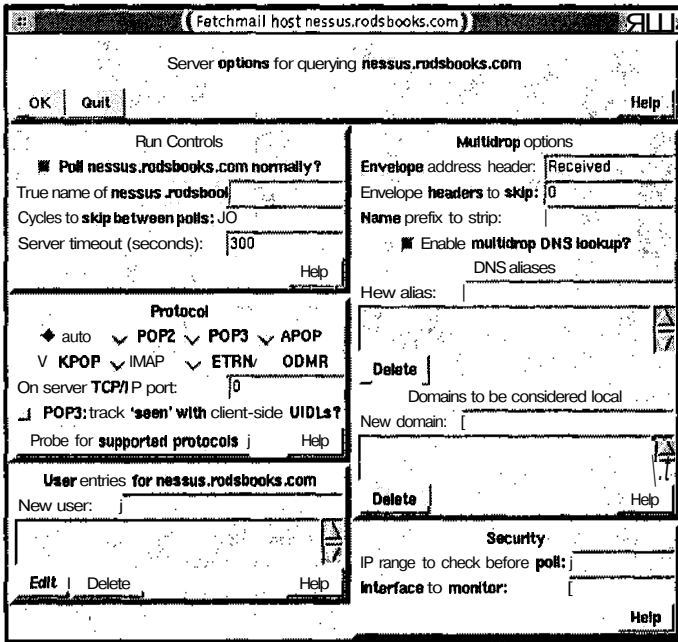 Fetchmail host nessus.rodsbooks.com
ЯШ
Server options for querying nessus.rodsbooks.com
OK Quit Help
Run Controls
Poll nessus.rodsbooks.com normally?
True name of nessus.rodsbool
Cycles to skip between polls: JO
Server timeout (seconds): 300
Help
Protocol
auto POP2 POP3 APOP
V KPOP IMAP ETRN/ ODMR
On server TCP/IP port: 0
POP3: track 'seen' with client-side UIDLs?
Probe for supported protocols Help
User entries for nessus.rodsbooks.com
New user:
Edit Delete Help
Multidrop options
Envelope address header: Received
Envelope headers to skip: 0
Name prefix to strip:
Enable multidrop DNS lookup?
DNS aliases
Hew alias:
Delete
Domains to be considered local
New domain:
Delete Help
Security
IP range to check before poll:
Interface to monitor:
Help